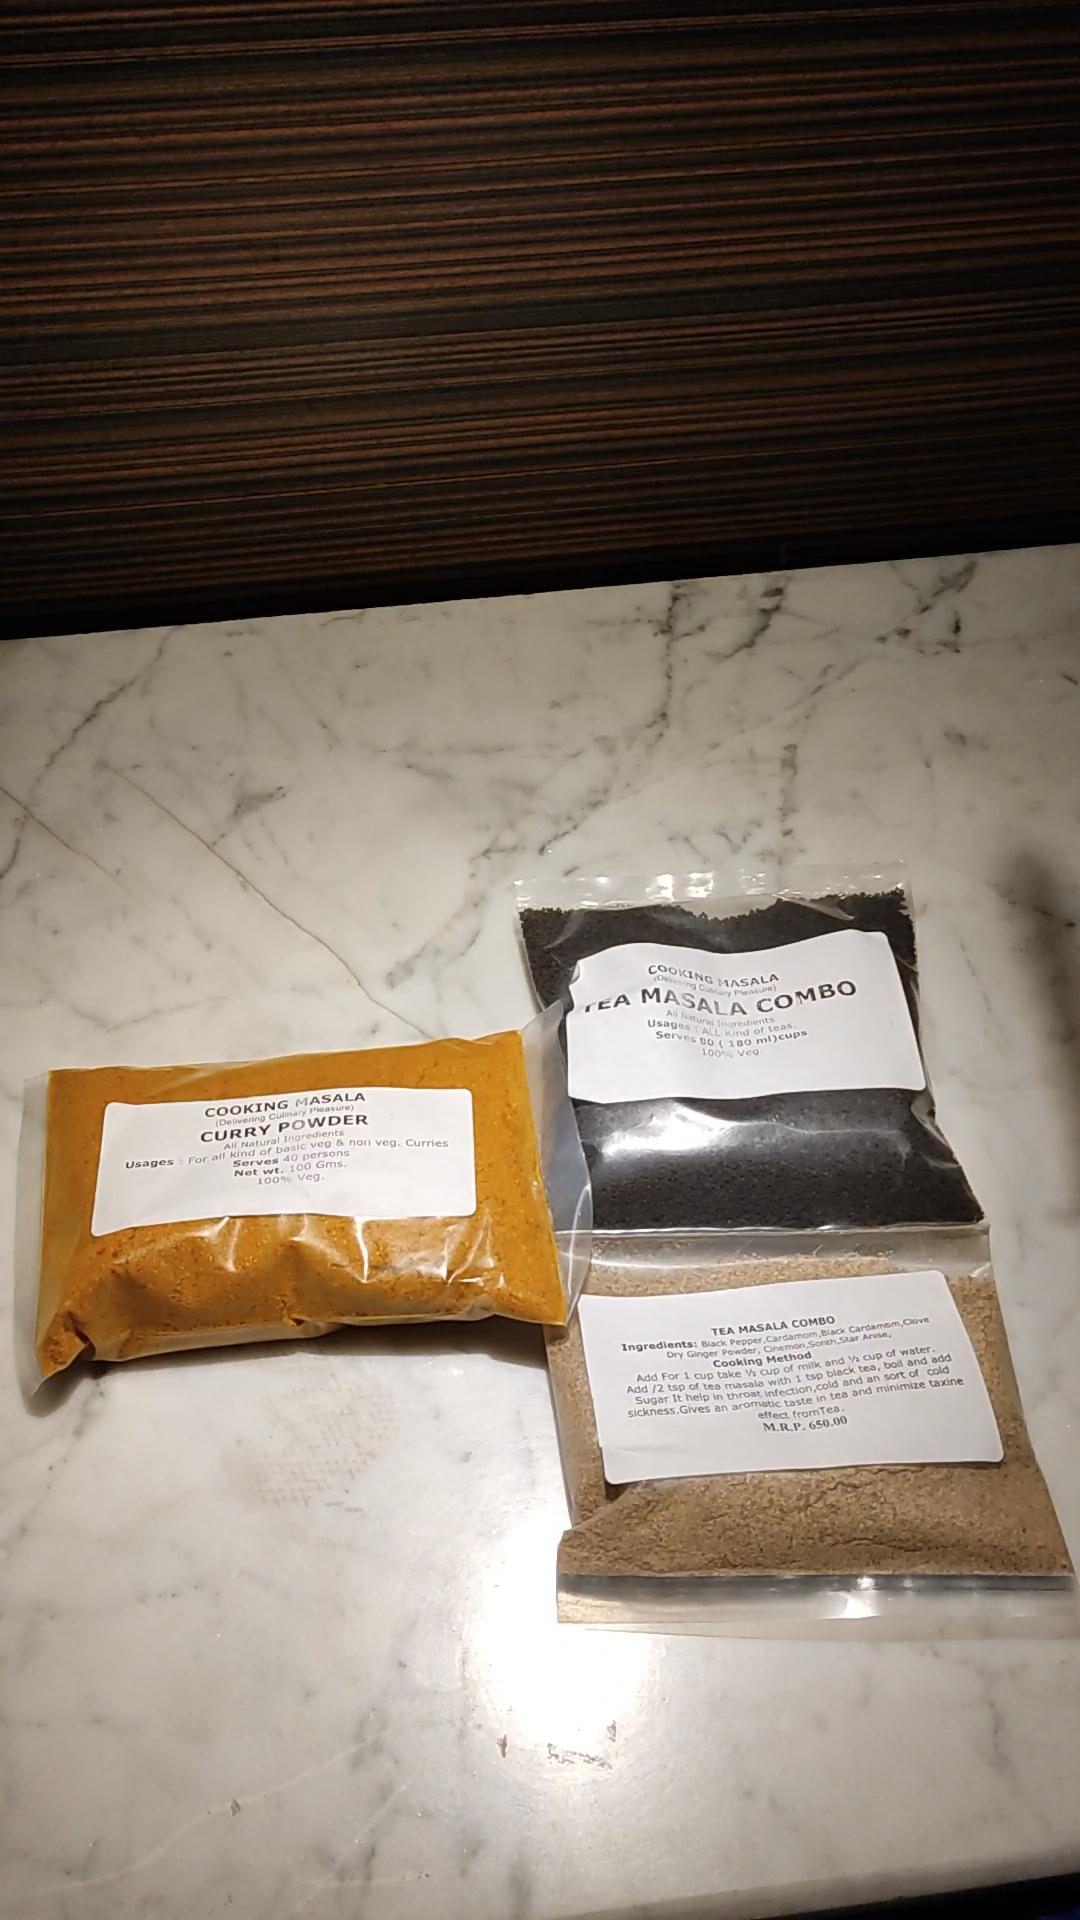 COOKING MASALA
(Delivering Culinary Pleasure)
CURRY POWDER
All Natural Ingredients
Usages : For all kind of basic veg & non veg. Curries
Serves 40 persons
Net wt. 100 Gms.
100% Veg.
COOKING MASALA
(Delivering Culinary Pleasure)
TEA MASALA COMBO
All Natural Ingredients
Usages : ALL Kind of teas.
Serves 80 ( 180 ml)cups
100% Veg.
TEA MASALA COMBO
Ingredients: Black Pepper,Cardamom,Black Cardamom,Clove
Dry Ginger Powder, Cinemon,Sonth,Star Anise,
Cooking Method
Add For 1 cup take ½ cup of milk and ½ cup of water.
Add /2 tsp of tea masala with 1 tsp black tea, boil and add
Sugar It help in throat infection,cold and an sort of cold
sickness.Gives an aromatic taste in tea and minimize taxine
effect fromTea.
M.R.P. 650.00